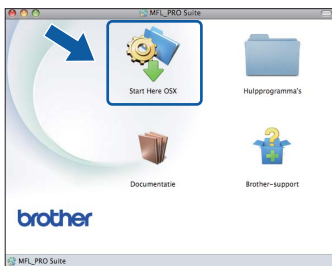 MFL_PRO Suite
Start Here OSX
Hulpprogramma's
Documentatie
Brother-support
brother
MFL_PRO Suite